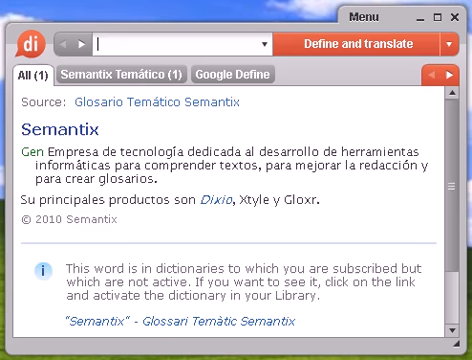 Menu
di
Define and translate
All (1) Semantix Temático (1) Google Define
Source: Glosario Temático Semantix
Semantix
Gen Empresa de tecnología dedicada al desarrollo de herramientas
informáticas para comprender textos, para mejorar la redacción y
para crear glosarios.
Su principales productos son Dixio, Xtyle y Gloxr.
© 2010 Semantix
i
This word is in dictionaries to which you are subscribed but
which are not active. If you want to see it, click on the link
and activate the dictionary in your Library.
"Semantix" - Glossari Temàtic Semantix